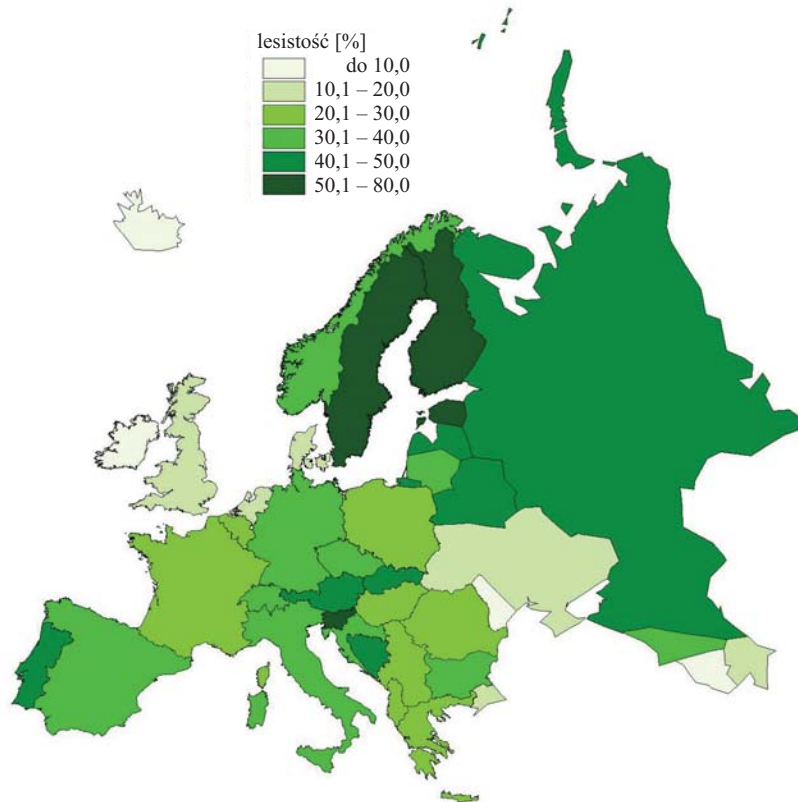 lesistość [%]
do 10,0
10,1 – 20,0
20,1 – 30,0
30,1 – 40,0
40,1 – 50,0
50,1 – 80,0